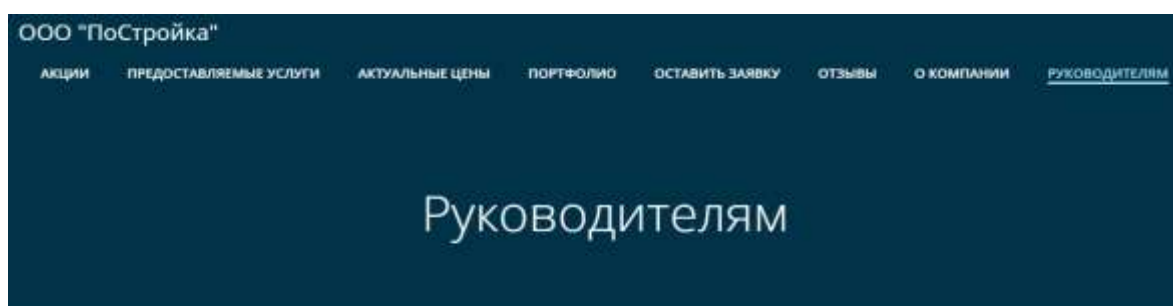 ООО "ПоСтройка"
АКЦИИ ПРЕДОСТАВЛЯЕМЫЕ УСЛУГИ АКТУАЛЬНЫЕ ЦЕНЫ ПОРТФОЛИО ОСТАВИТЬ ЗАЯВКУ ОТЗЫВЫ О КОМПАНИИ РУКОВОДИТЕЛЯМ
Руководителям